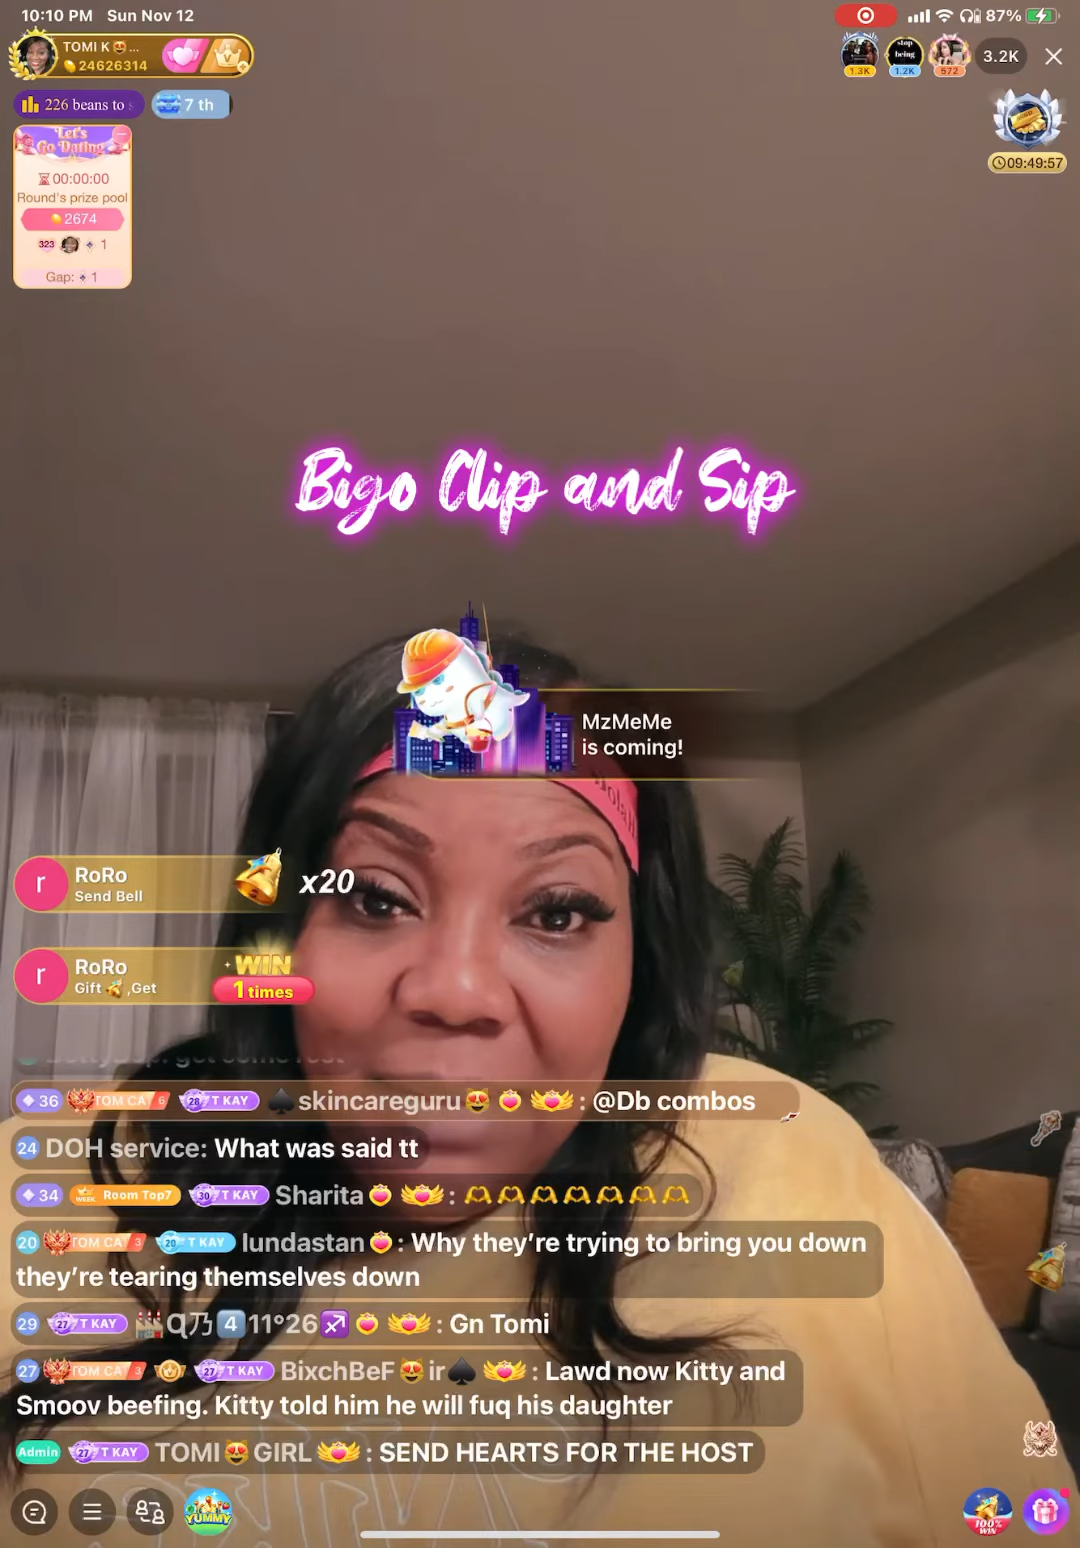 10:10 PM Sun Nov 12
87%
TOMI K😻...
24626314
1.3K
stop being
1.2K
572
3.2K
226 beans to
7 th
09:49:57
Let's
Go Dating
00:00:00
Round's prize pool
2674
323 1
Gap: 1
Bigo Clip and Sip
MzMeMe
is coming!
RoRo
Send Bell
x20
RoRo
Gift ,Get
WIN
1 times
36 TOM CAT 6 28 T KAY ♠️skincareguru😻: @Db combos
24 DOH service: What was said tt
34 WEEK Room Top7 30 T KAY Sharita: 🫶🫶🫶🫶🫶🫶🫶
20 TOM CAT 3 20 T KAY lundastan: Why they're trying to bring you down
they're tearing themselves down
29 27 T KAY 🏰Q乃4️⃣11°26♐: Gn Tomi
27 TOM CAT 3 27 T KAY BixchBeF😻ir♠️: Lawd now Kitty and
Smoov beefing. Kitty told him he will fuq his daughter
Admin 27 T KAY TOMI😻GIRL: SEND HEARTS FOR THE HOST
YUMMY
100%
WIN